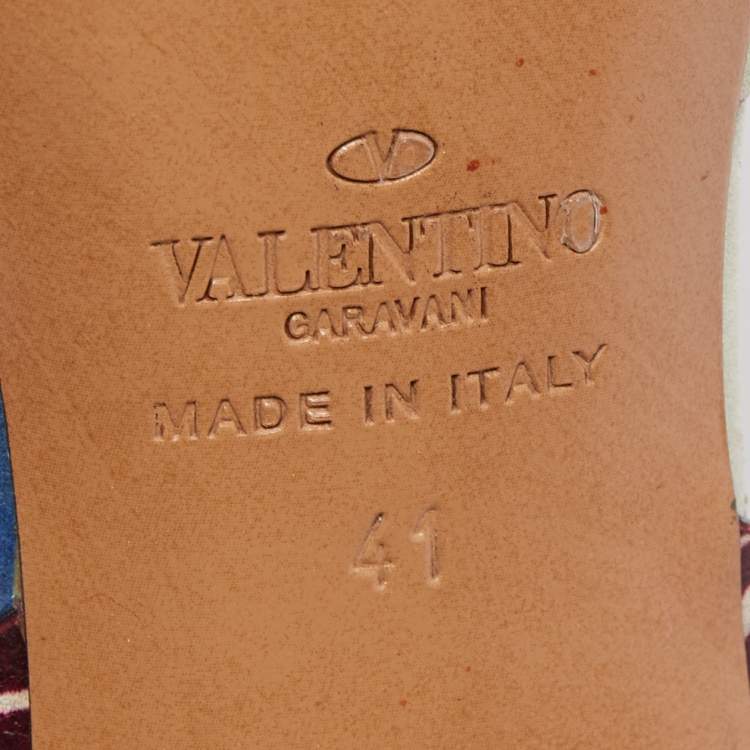 V
VALENTINO
GARAVANI
MADE IN ITALY
41